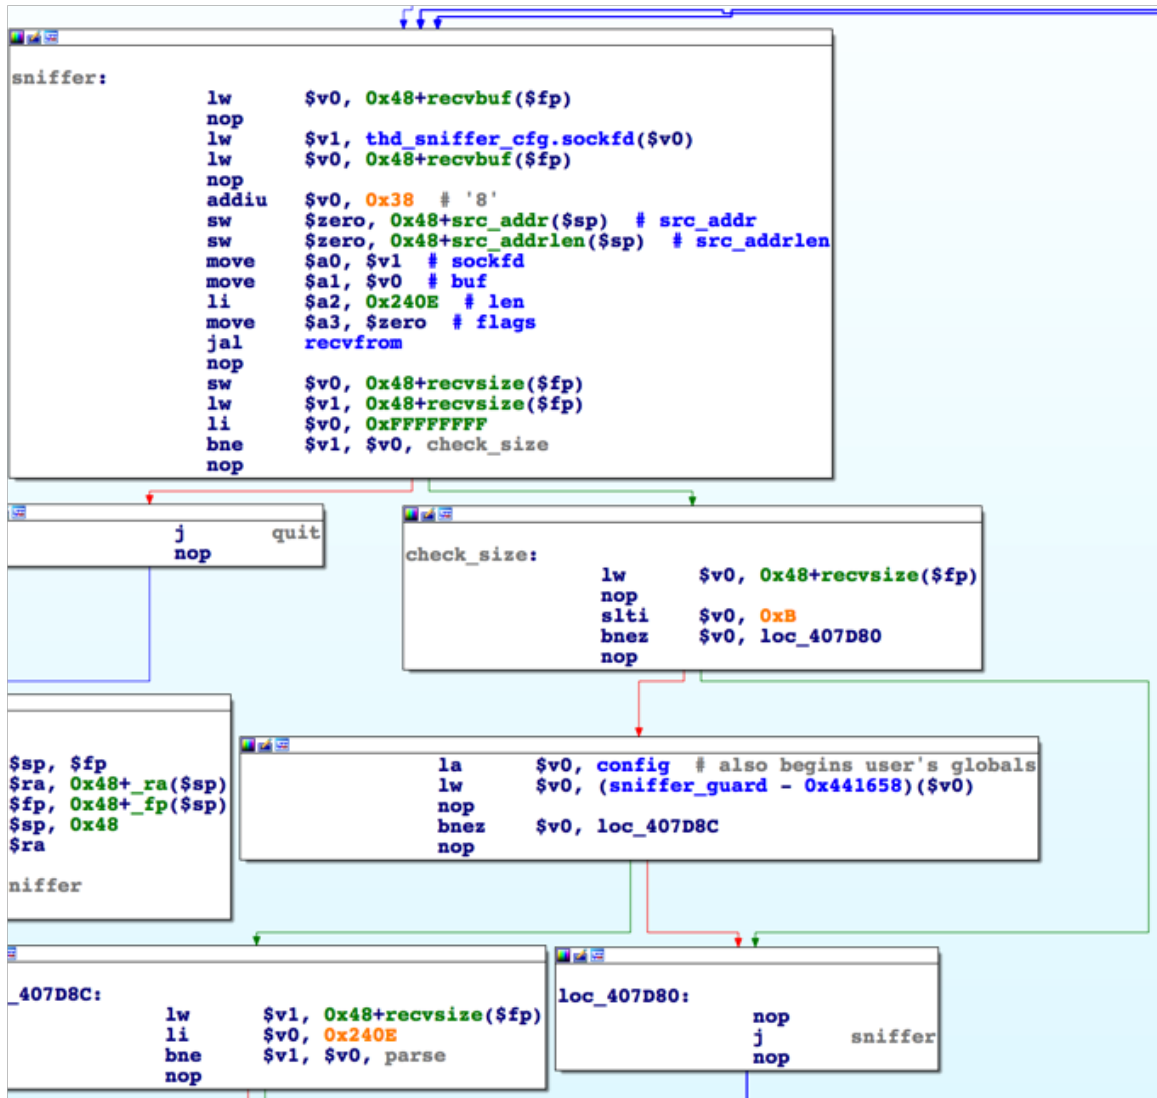 sniffer:
lw $v0, 0x48+recvbuf($fp)
nop
lw $v1, thd_sniffer_cfg.sockfd($v0)
lw $v0, 0x48+recvbuf($fp)
nop
addiu $v0, 0x38 # '8'
sw $zero, 0x48+src_addr($sp) # src_addr
sw $zero, 0x48+src_addrlen($sp) # src_addrlen
move $a0, $v1 # sockfd
move $a1, $v0 # buf
li $a2, 0x240E # len
move $a3, $zero # flags
jal recvfrom
nop
sw $v0, 0x48+recvsize($fp)
lw $v1, 0x48+recvsize($fp)
li $v0, 0xFFFFFFFF
bne $v1, $v0, check_size
nop
j quit
nop
check_size:
lw $v0, 0x48+recvsize($fp)
nop
slti $v0, 0xB
bnez $v0, loc_407D80
nop
$sp, $fp
$ra, 0x48+_ra($sp)
$fp, 0x48+_fp($sp)
$sp, 0x48
$ra
niffer
la $v0, config # also begins user's globals
lw $v0, (sniffer_guard - 0x441658)($v0)
nop
bnez $v0, loc_407D8C
nop
_407D8C:
lw $v1, 0x48+recvsize($fp)
li $v0, 0x240E
bne $v1, $v0, parse
nop
loc_407D80:
nop
j sniffer
nop